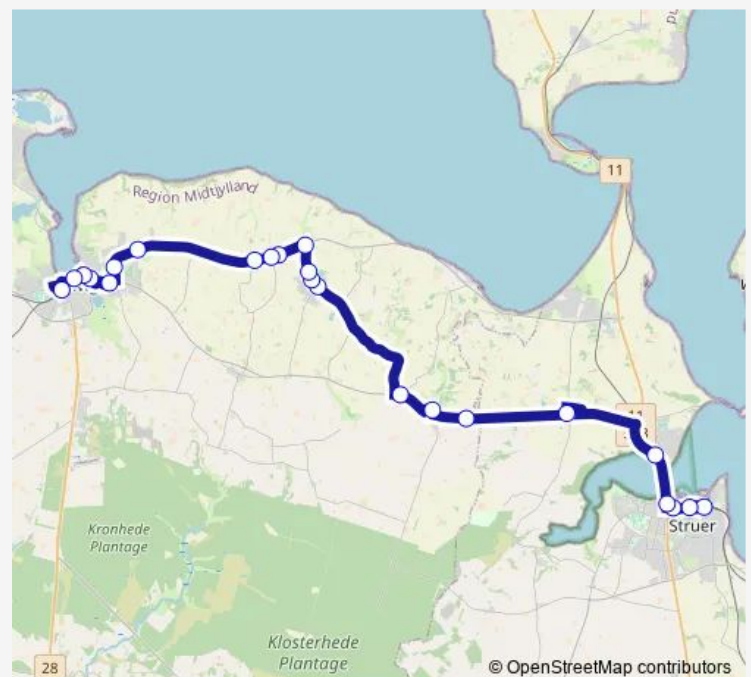 11
Region Midtjylland
11
Struer
Kronhede
Plantage
Klosterhede
Plantage
28
© OpenStreetMap contributors